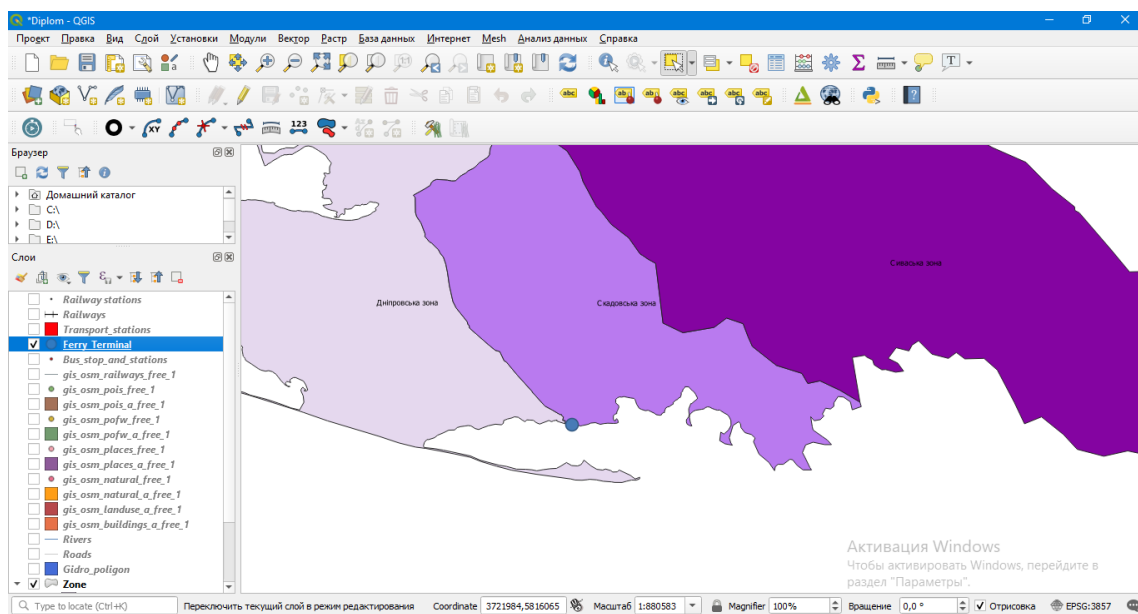 *Diplom - QGIS
Проект Правка Вид Слой Установки Модули Вектор Растр База данных Интернет Mesh Анализ данных Справка
Браузер
Домашний каталог
C:\
D:\
E:\
Слои
Railway stations
Railways
Transport_stations
Ferry_Terminal
Bus_stop_and_stations
gis_osm_railways_free_1
gis_osm_pois_free_1
gis_osm_pois_a_free_1
gis_osm_pofw_free_1
gis_osm_pofw_a_free_1
gis_osm_places_free_1
gis_osm_places_a_free_1
gis_osm_natural_free_1
gis_osm_natural_a_free_1
gis_osm_landuse_a_free_1
gis_osm_buildings_a_free_1
Rivers
Roads
Gidro_poligon
Zone
Дніпровська зона
Скадовська зона
Сиваська зона
Активация Windows
Чтобы активировать Windows, перейдите в
раздел "Параметры".
Type to locate (Ctrl+K) Переключить текущий слой в режим редактирования Coordinate 3721984,5816065 Масштаб 1:880583 Magnifier 100% Вращение 0,0 ° Отрисовка EPSG:3857